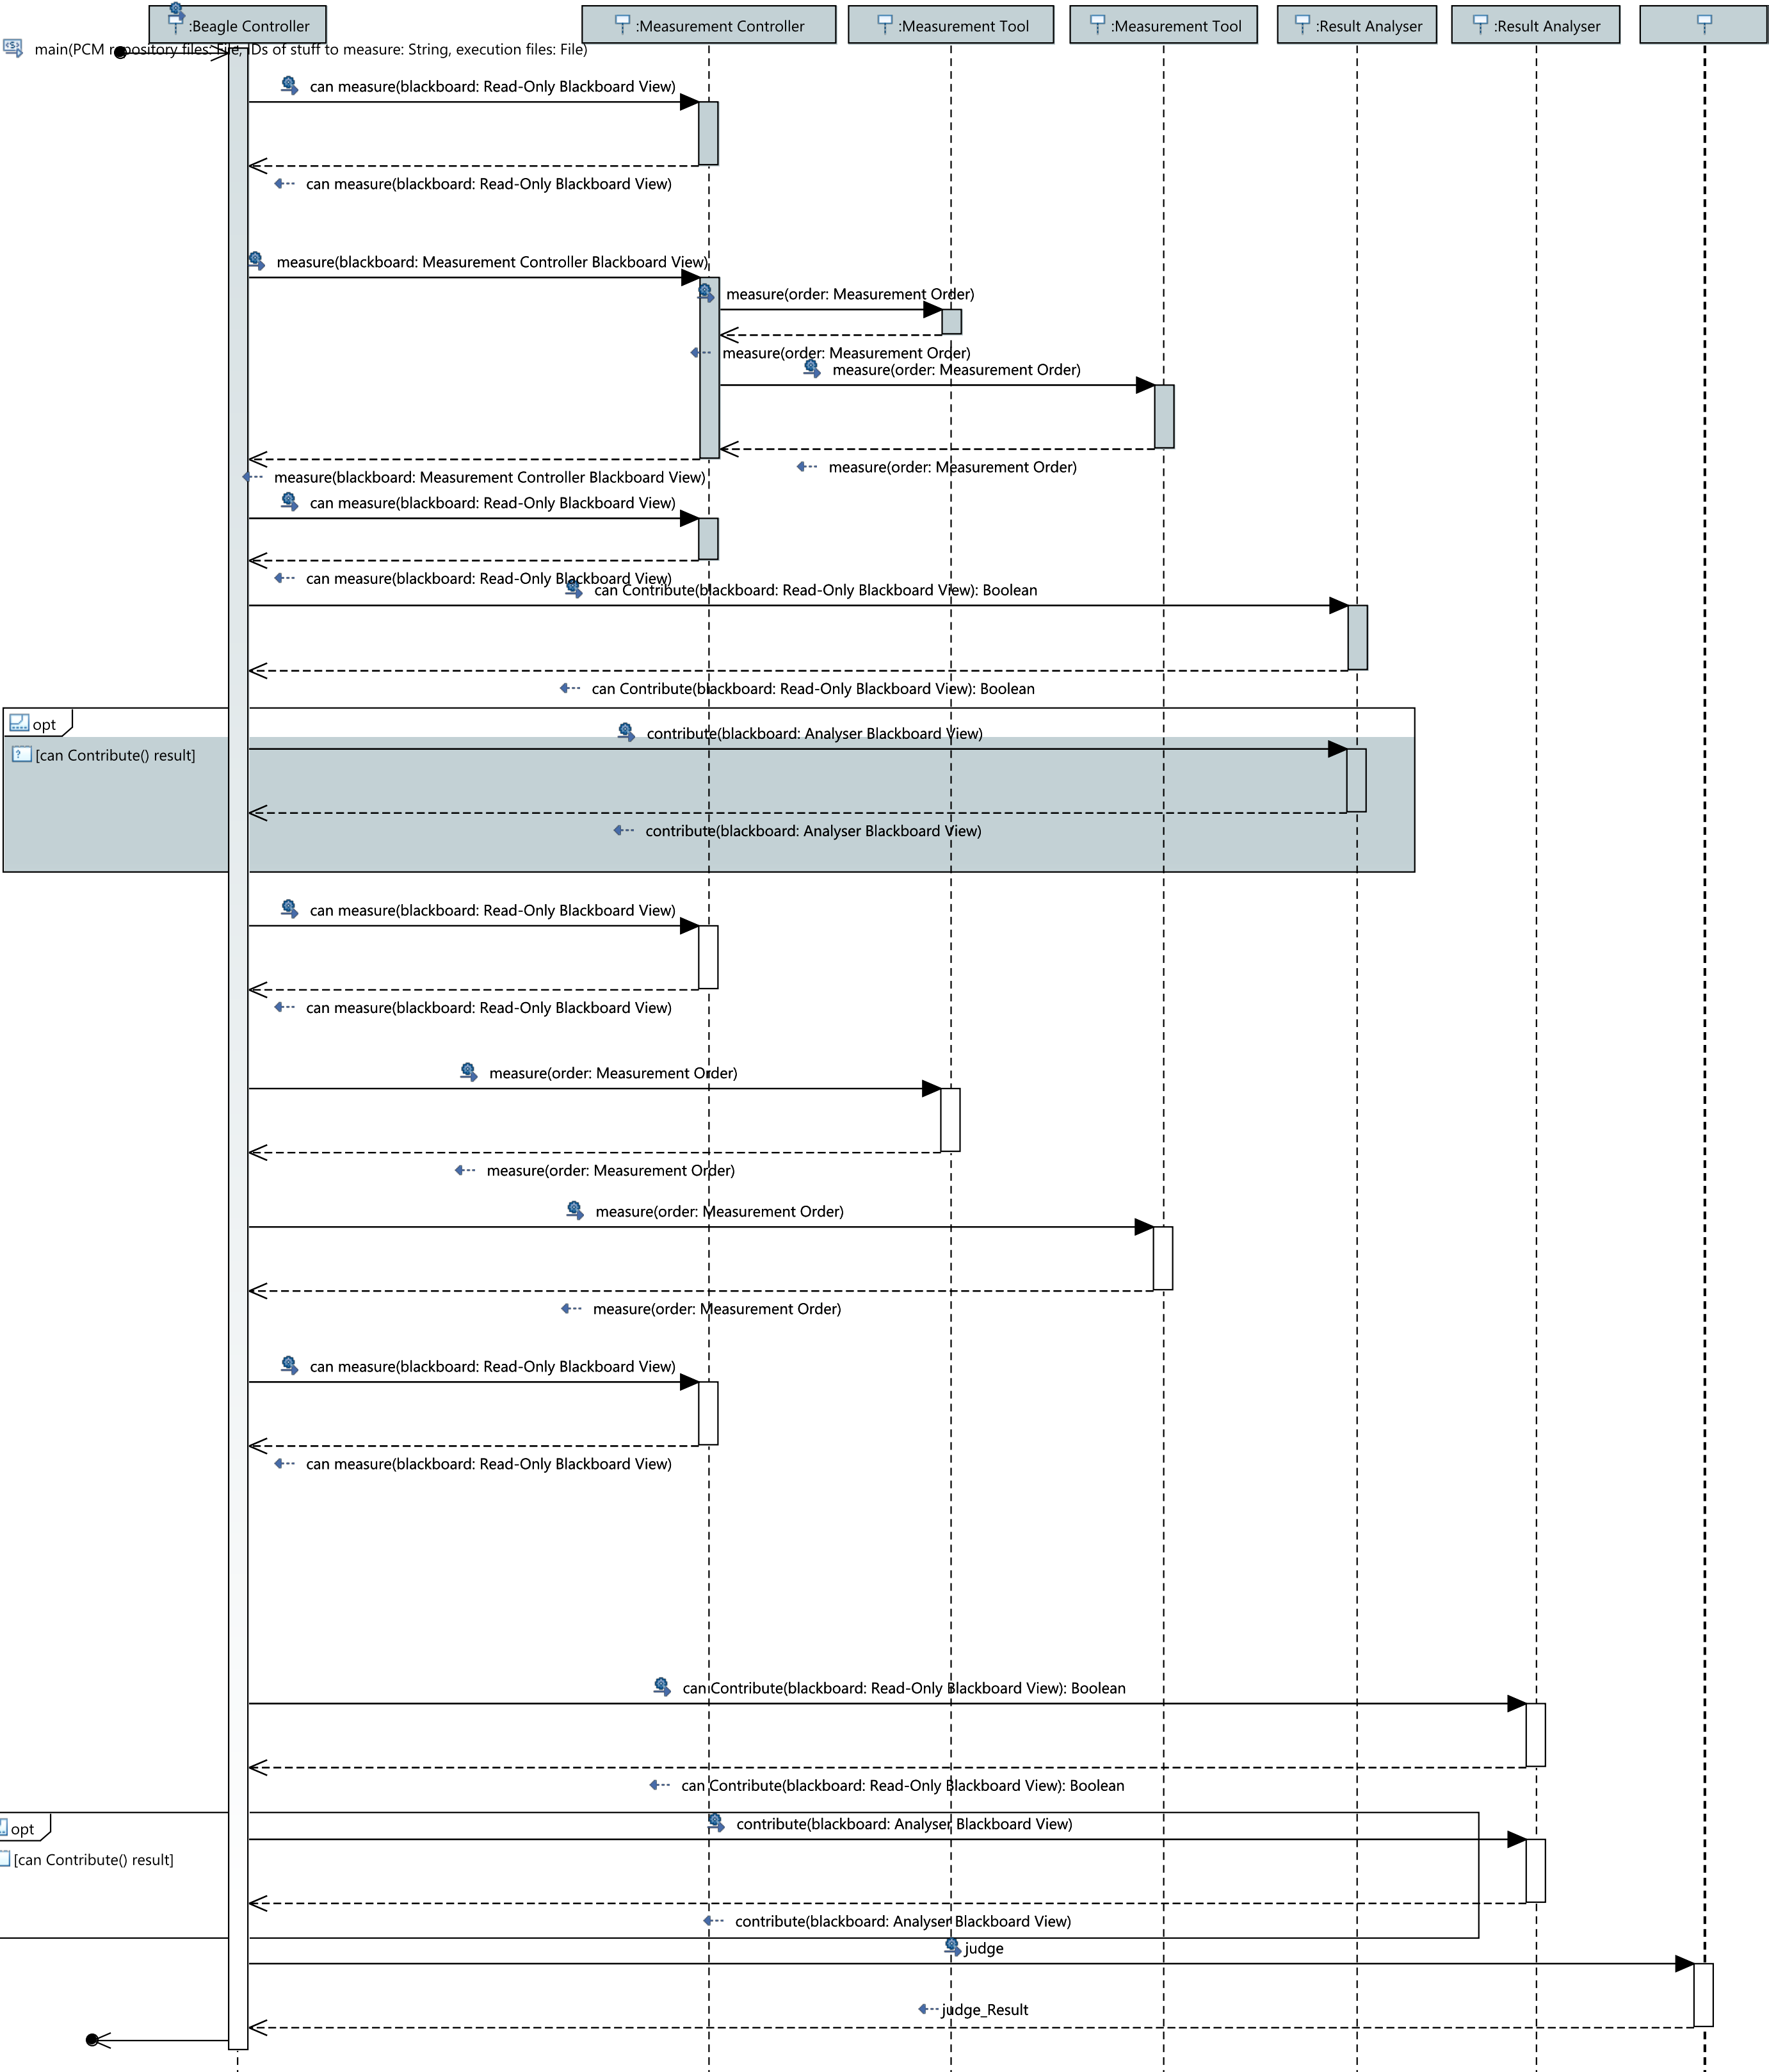 :Beagle Controller
:Measurement Controller
:Measurement Tool
:Measurement Tool
:Result Analyser
:Result Analyser
main(PCM repository files: File, IDs of stuff to measure: String, execution files: File)
can measure(blackboard: Read-Only Blackboard View)
can measure(blackboard: Read-Only Blackboard View)
measure(blackboard: Measurement Controller Blackboard View)
measure(order: Measurement Order)
measure(order: Measurement Order)
measure(order: Measurement Order)
measure(order: Measurement Order)
measure(blackboard: Measurement Controller Blackboard View)
can measure(blackboard: Read-Only Blackboard View)
can measure(blackboard: Read-Only Blackboard View)
can Contribute(blackboard: Read-Only Blackboard View): Boolean
can Contribute(blackboard: Read-Only Blackboard View): Boolean
opt
contribute(blackboard: Analyser Blackboard View)
[can Contribute() result]
contribute(blackboard: Analyser Blackboard View)
can measure(blackboard: Read-Only Blackboard View)
can measure(blackboard: Read-Only Blackboard View)
measure(order: Measurement Order)
measure(order: Measurement Order)
measure(order: Measurement Order)
measure(order: Measurement Order)
can measure(blackboard: Read-Only Blackboard View)
can measure(blackboard: Read-Only Blackboard View)
can Contribute(blackboard: Read-Only Blackboard View): Boolean
can Contribute(blackboard: Read-Only Blackboard View): Boolean
contribute(blackboard: Analyser Blackboard View)
opt
[can Contribute() result]
contribute(blackboard: Analyser Blackboard View)
judge
judge_Result